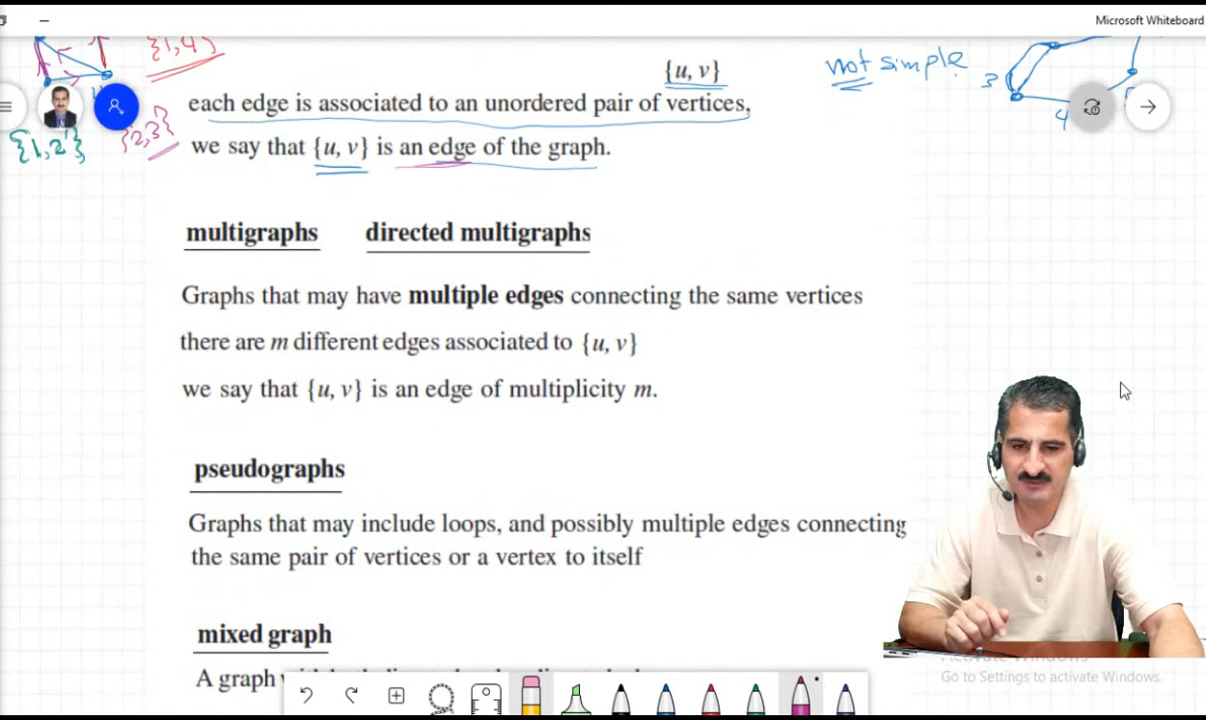 Microsoft Whiteboard
{1,4}
{u, v}
not simple
3
4
each edge is associated to an unordered pair of vertices,
{1,2}
{2,3}
we say that {u, v} is an edge of the graph.
multigraphs directed multigraphs
Graphs that may have multiple edges connecting the same vertices
there are m different edges associated to {u, v}
we say that {u, v} is an edge of multiplicity m.
pseudographs
Graphs that may include loops, and possibly multiple edges connecting
the same pair of vertices or a vertex to itself
mixed graph
A graph
Activate Windows
Go to Settings to activate Windows.